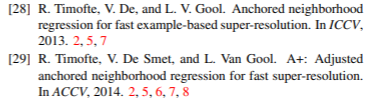 [28] R. Timofte, V. De, and L. V. Gool. Anchored neighborhood
regression for fast example-based super-resolution. In ICCV,
2013. 2, 5, 7
[29] R. Timofte, V. De Smet, and L. Van Gool. A+: Adjusted
anchored neighborhood regression for fast super-resolution.
In ACCV, 2014. 2, 5, 6, 7, 8